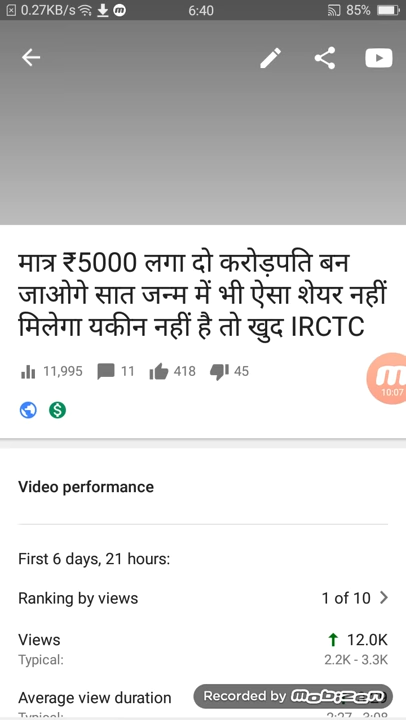 0.27KB/s
6:40
85%
मात्र ₹5000 लगा दो करोड़पति बन
जाओगे सात जन्म में भी ऐसा शेयर नहीं
मिलेगा यकीन नहीं है तो खुद IRCTC
11,995 11 418 45
10:07
Video performance
First 6 days, 21 hours:
Ranking by views 1 of 10
Views 12.0K
Typical: 2.2K - 3.3K
Average view duration
Recorded by mobizen